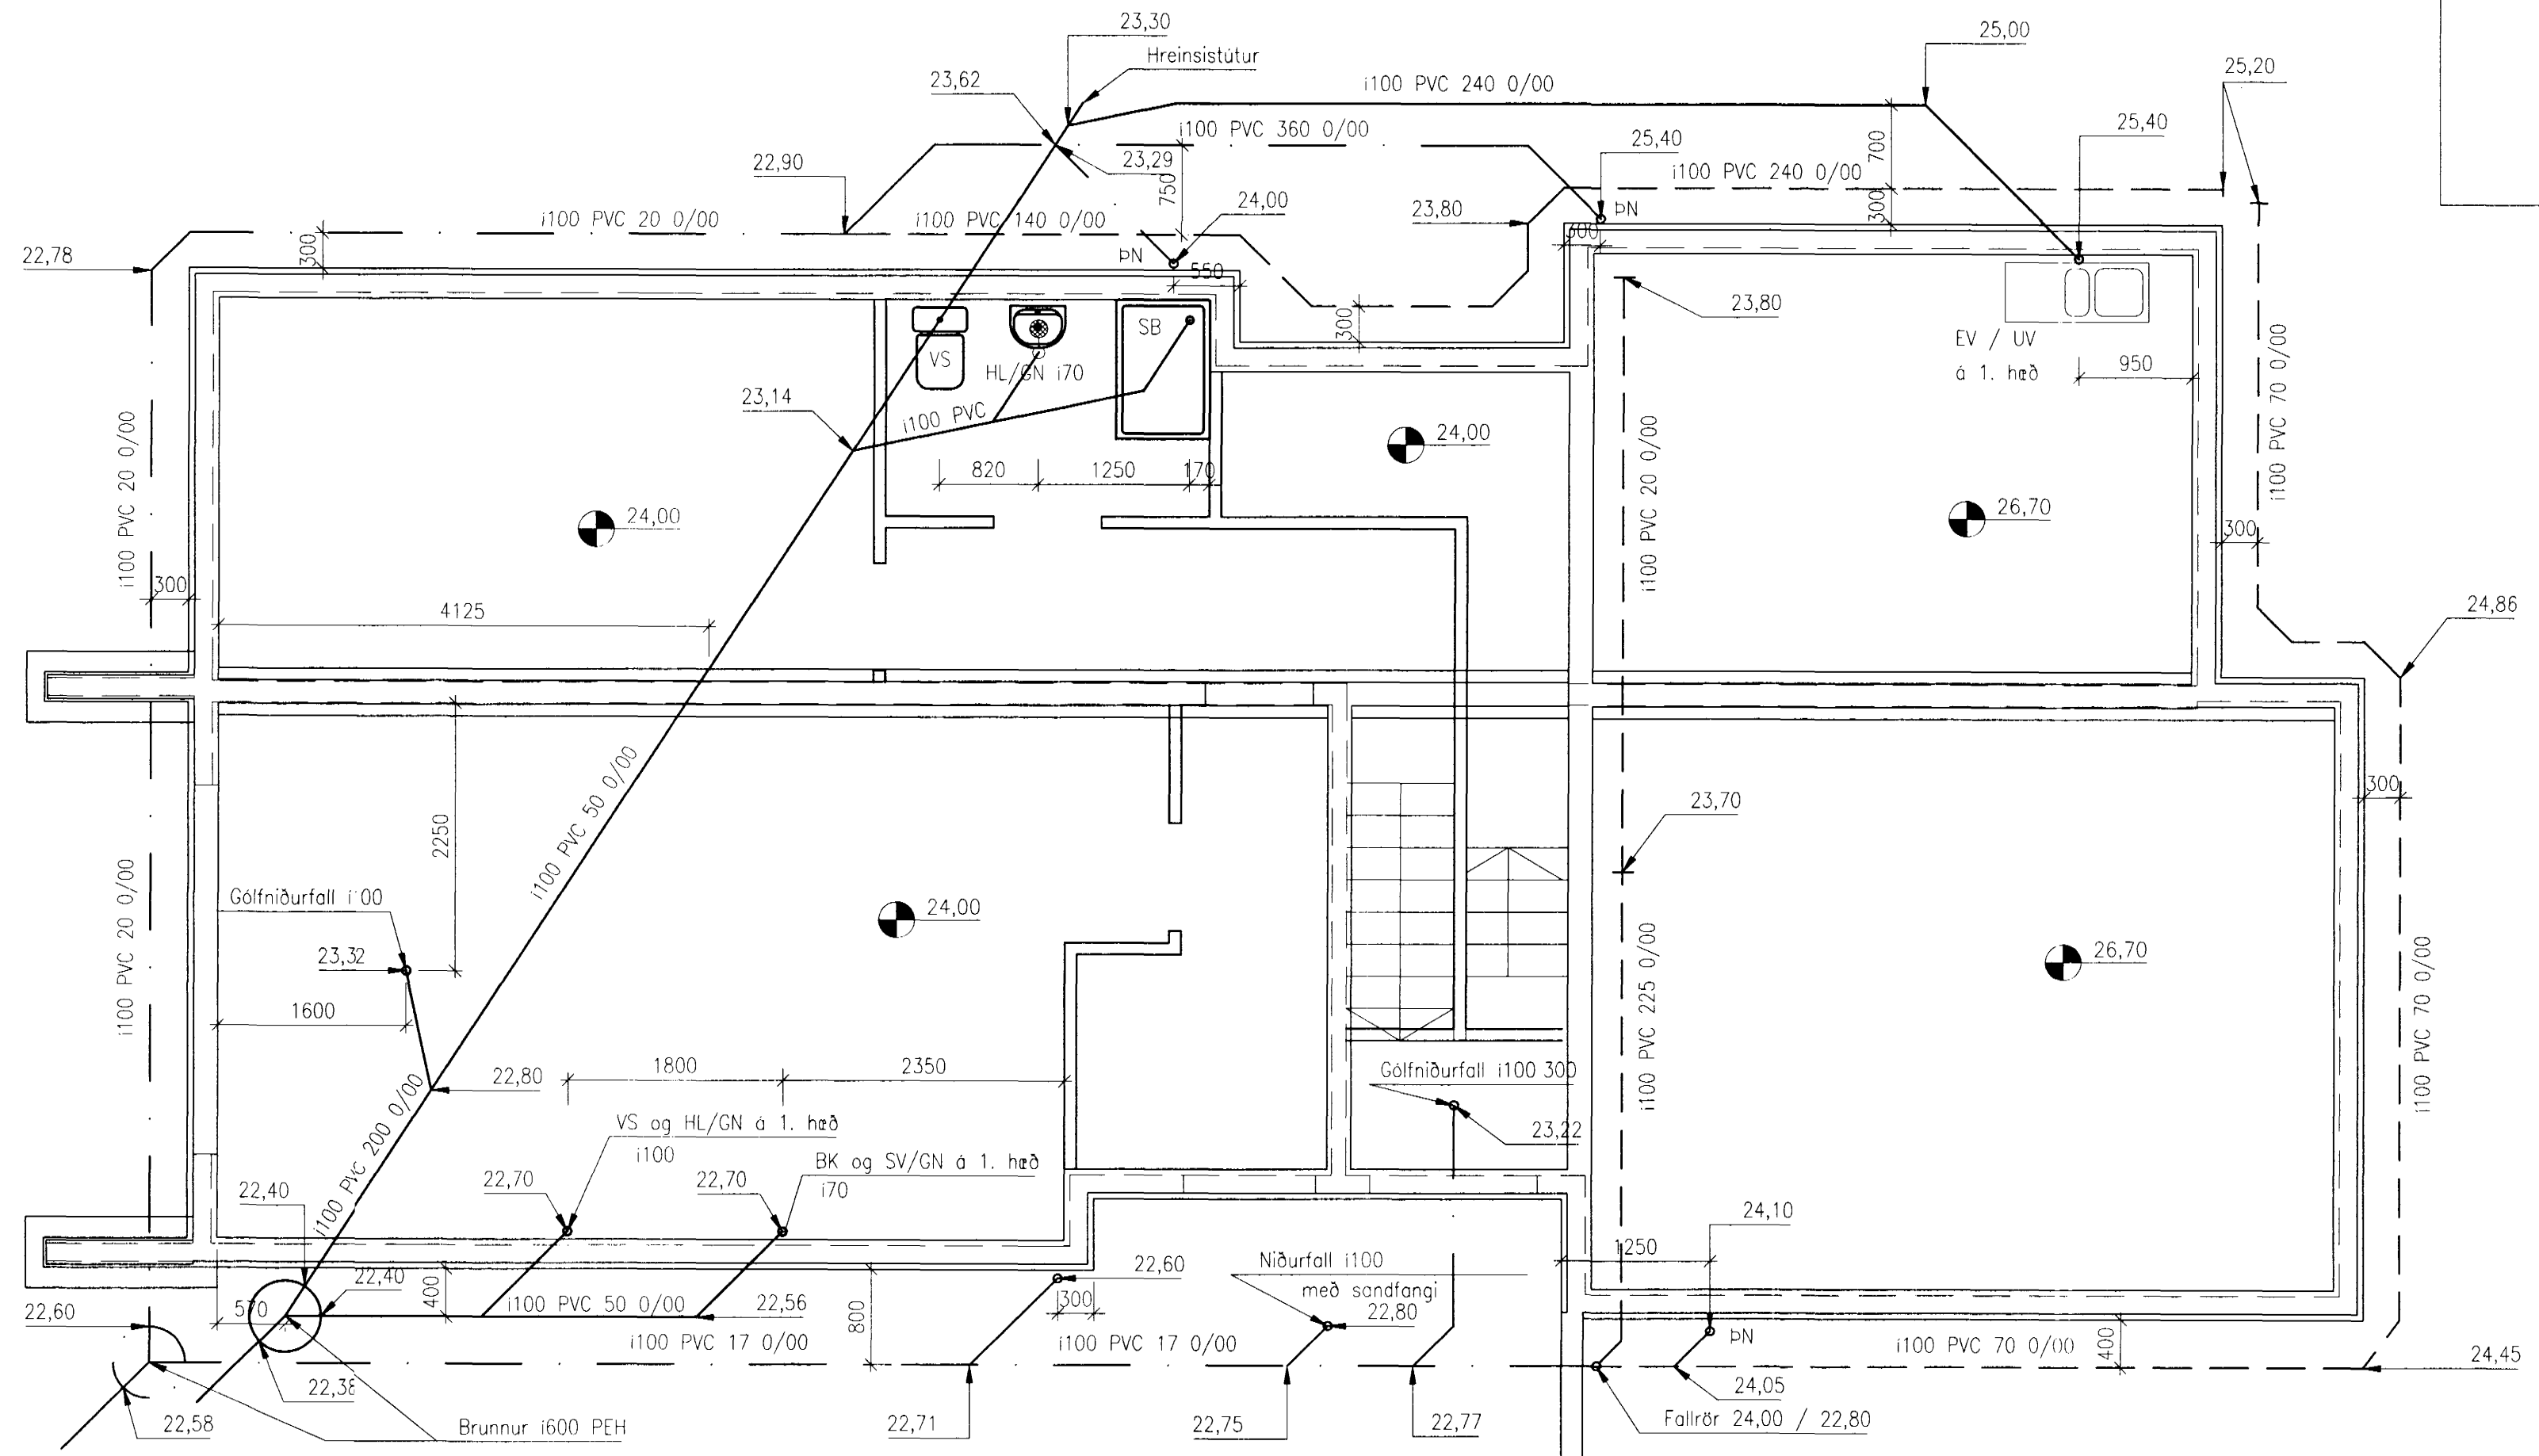 23,30
Hreinsistútur
25,00
23,62
i100 PVC 240 0/00
25,20
i100 PVC 360 0/00
25,40
25,40
22,90
23,29
700
i100 PVC 240 0/00
750
24,00
i100 PVC 20 0/00
i100 PVC 140 0/00
23,80
300
ÞN
22,78
300
ÞN
550
600
300
23,80
SB
VS
EV / UV
á 1. hæð
950
HL/GN i70
i100 PVC 70 0/00
23,14
i100 PVC
i100 PVC 20 0/00
24,00
i100 PVC 20 0/00
820
1250
170
24,00
26,70
300
300
4125
24,86
i100 PVC 50 0/00
2250
300
23,70
Gólfniðurfall i100
24,00
i100 PVC 20 0/00
23,32
26,70
i100 PVC 225 0/00
i100 PVC 70 0/00
1600
22,80
1800
2350
Gólfniðurfall i100 300
i100 PVC 200 0/00
VS og HL/GN á 1. hæð
i100
23,22
BK og SV/GN á 1. hæð
i70
22,40
22,70
22,70
24,10
1250
22,40
400
22,60
Niðurfall i100
með sandfangi
22,80
570
22,60
i100 PVC 50 0/00
22,56
300
800
i100 PVC 17 0/00
i100 PVC 17 0/00
ÞN
i100 PVC 70 0/00
400
24,45
22,38
24,05
22,58
Brunnur i600 PEH
22,71
22,75
22,77
Fallrör 24,00 / 22,80